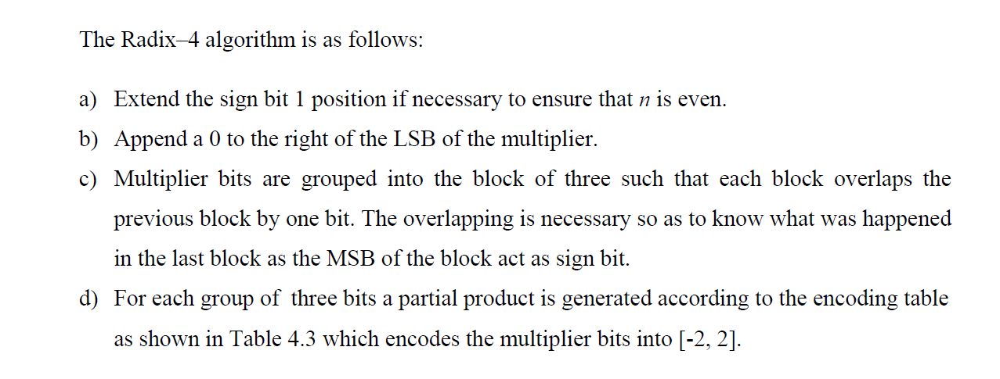 The Radix–4 algorithm is as follows:
a) Extend the sign bit 1 position if necessary to ensure that n is even.
b) Append a 0 to the right of the LSB of the multiplier.
c) Multiplier bits are grouped into the block of three such that each block overlaps the
previous block by one bit. The overlapping is necessary so as to know what was happened
in the last block as the MSB of the block act as sign bit.
d) For each group of three bits a partial product is generated according to the encoding table
as shown in Table 4.3 which encodes the multiplier bits into [-2, 2].